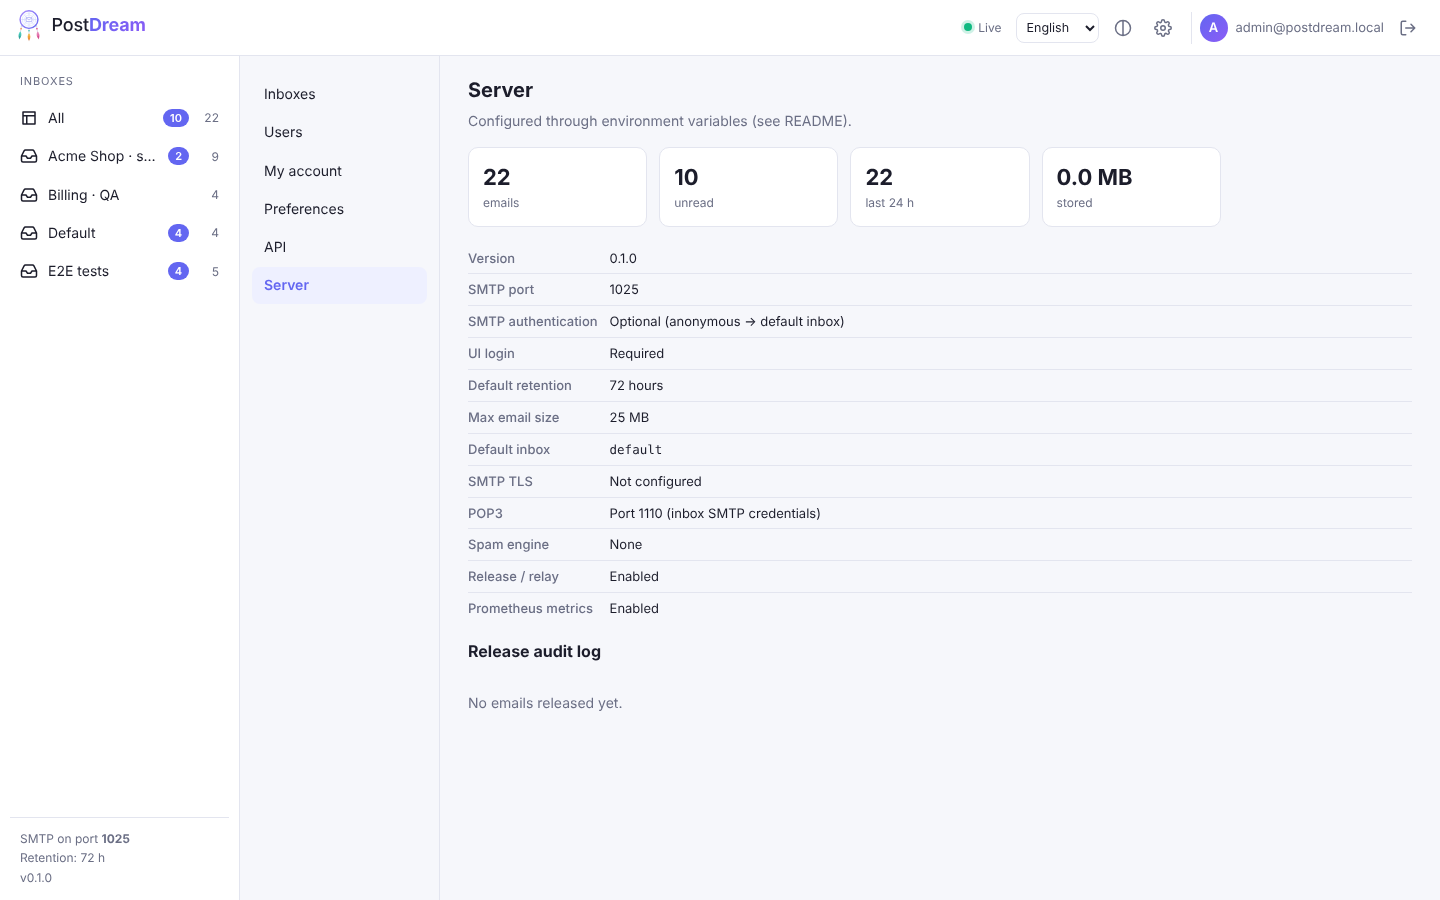 PostDream
Live
English
A
admin@postdream.local
INBOXES
All 10 22
Acme Shop · s... 2 9
Billing · QA 4
Default 4 4
E2E tests 4 5
SMTP on port 1025
Retention: 72 h
v0.1.0
Inboxes
Users
My account
Preferences
API
Server
Server
Configured through environment variables (see README).
22
emails
10
unread
22
last 24 h
0.0 MB
stored
Version 0.1.0
SMTP port 1025
SMTP authentication Optional (anonymous → default inbox)
UI login Required
Default retention 72 hours
Max email size 25 MB
Default inbox default
SMTP TLS Not configured
POP3 Port 1110 (inbox SMTP credentials)
Spam engine None
Release / relay Enabled
Prometheus metrics Enabled
Release audit log
No emails released yet.